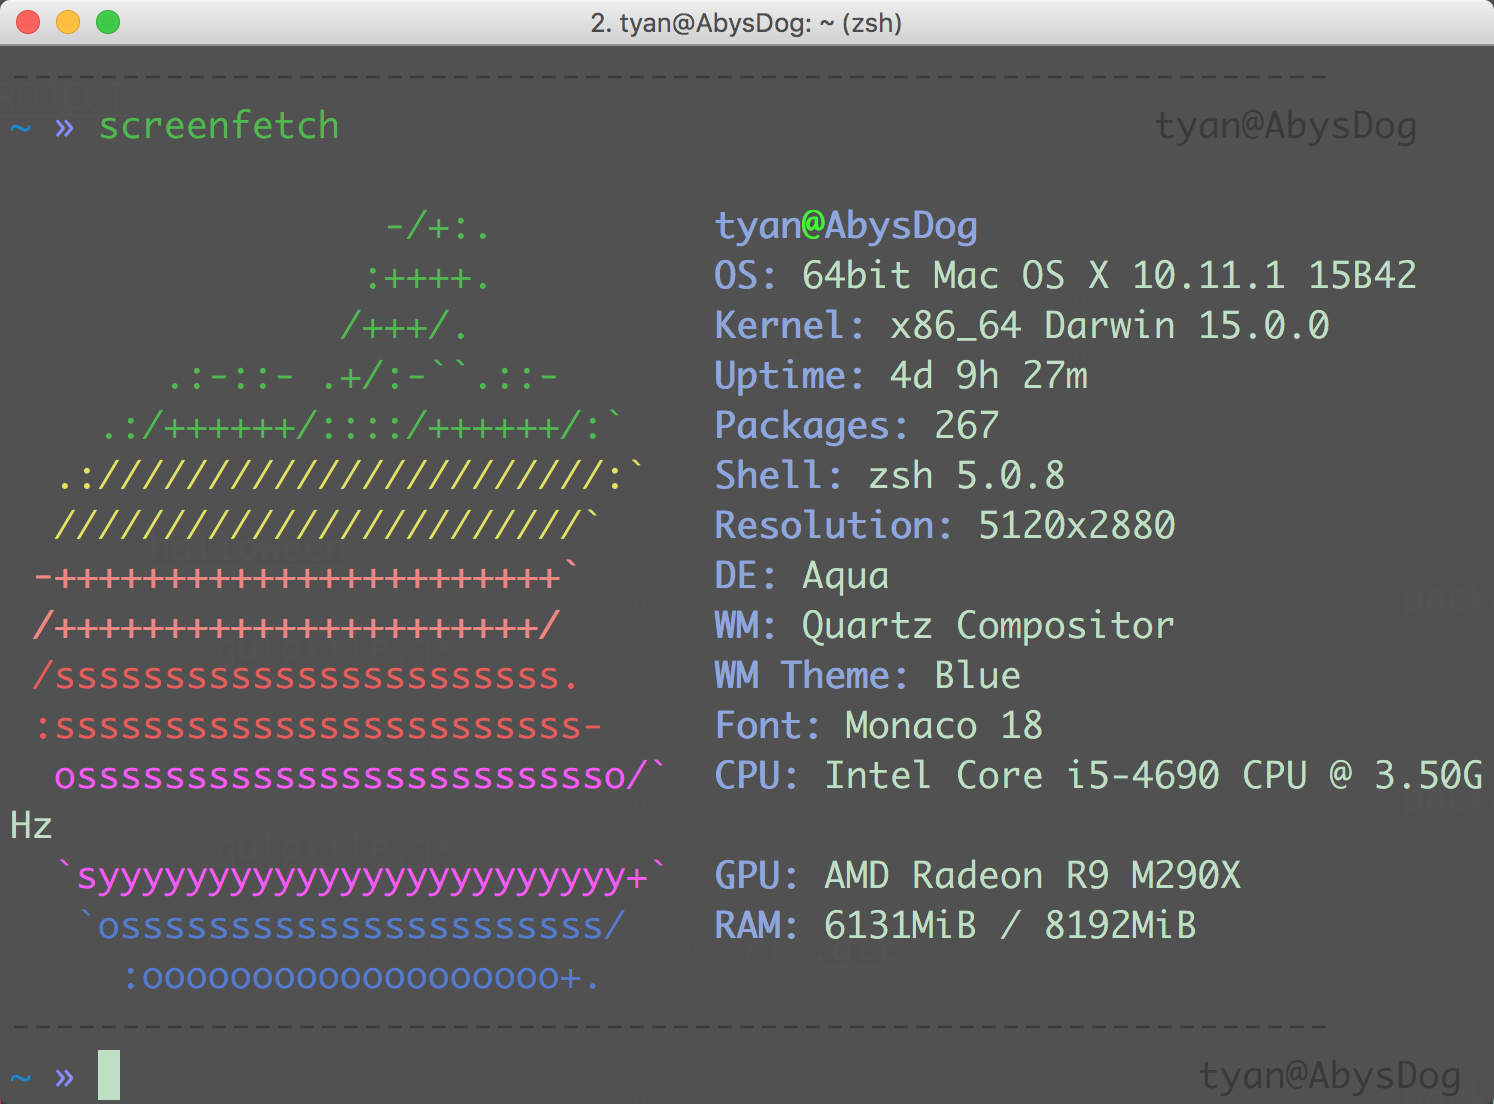 2. tyan@AbysDog: ~ (zsh)
--------------------------------------------------------------
~ » screenfetch tyan@AbysDog
-/+:. tyan@AbysDog
:++++. OS: 64bit Mac OS X 10.11.1 15B42
/+++/. Kernel: x86_64 Darwin 15.0.0
.:-::- .+/:-``.::- Uptime: 4d 9h 27m
.:/++++++/::::/++++++/:` Packages: 267
.:///////////////////////:` Shell: zsh 5.0.8
////////////////////////` Resolution: 5120x2880
-+++++++++++++++++++++++` DE: Aqua
/++++++++++++++++++++++/ WM: Quartz Compositor
/sssssssssssssssssssssss. WM Theme: Blue
:ssssssssssssssssssssssss- Font: Monaco 18
osssssssssssssssssssssssso/` CPU: Intel Core i5-4690 CPU @ 3.50G
Hz
`syyyyyyyyyyyyyyyyyyyyyyyy+` GPU: AMD Radeon R9 M290X
`ossssssssssssssssssssss/ RAM: 6131MiB / 8192MiB
:ooooooooooooooooooo+.
--------------------------------------------------------------
~ » tyan@AbysDog